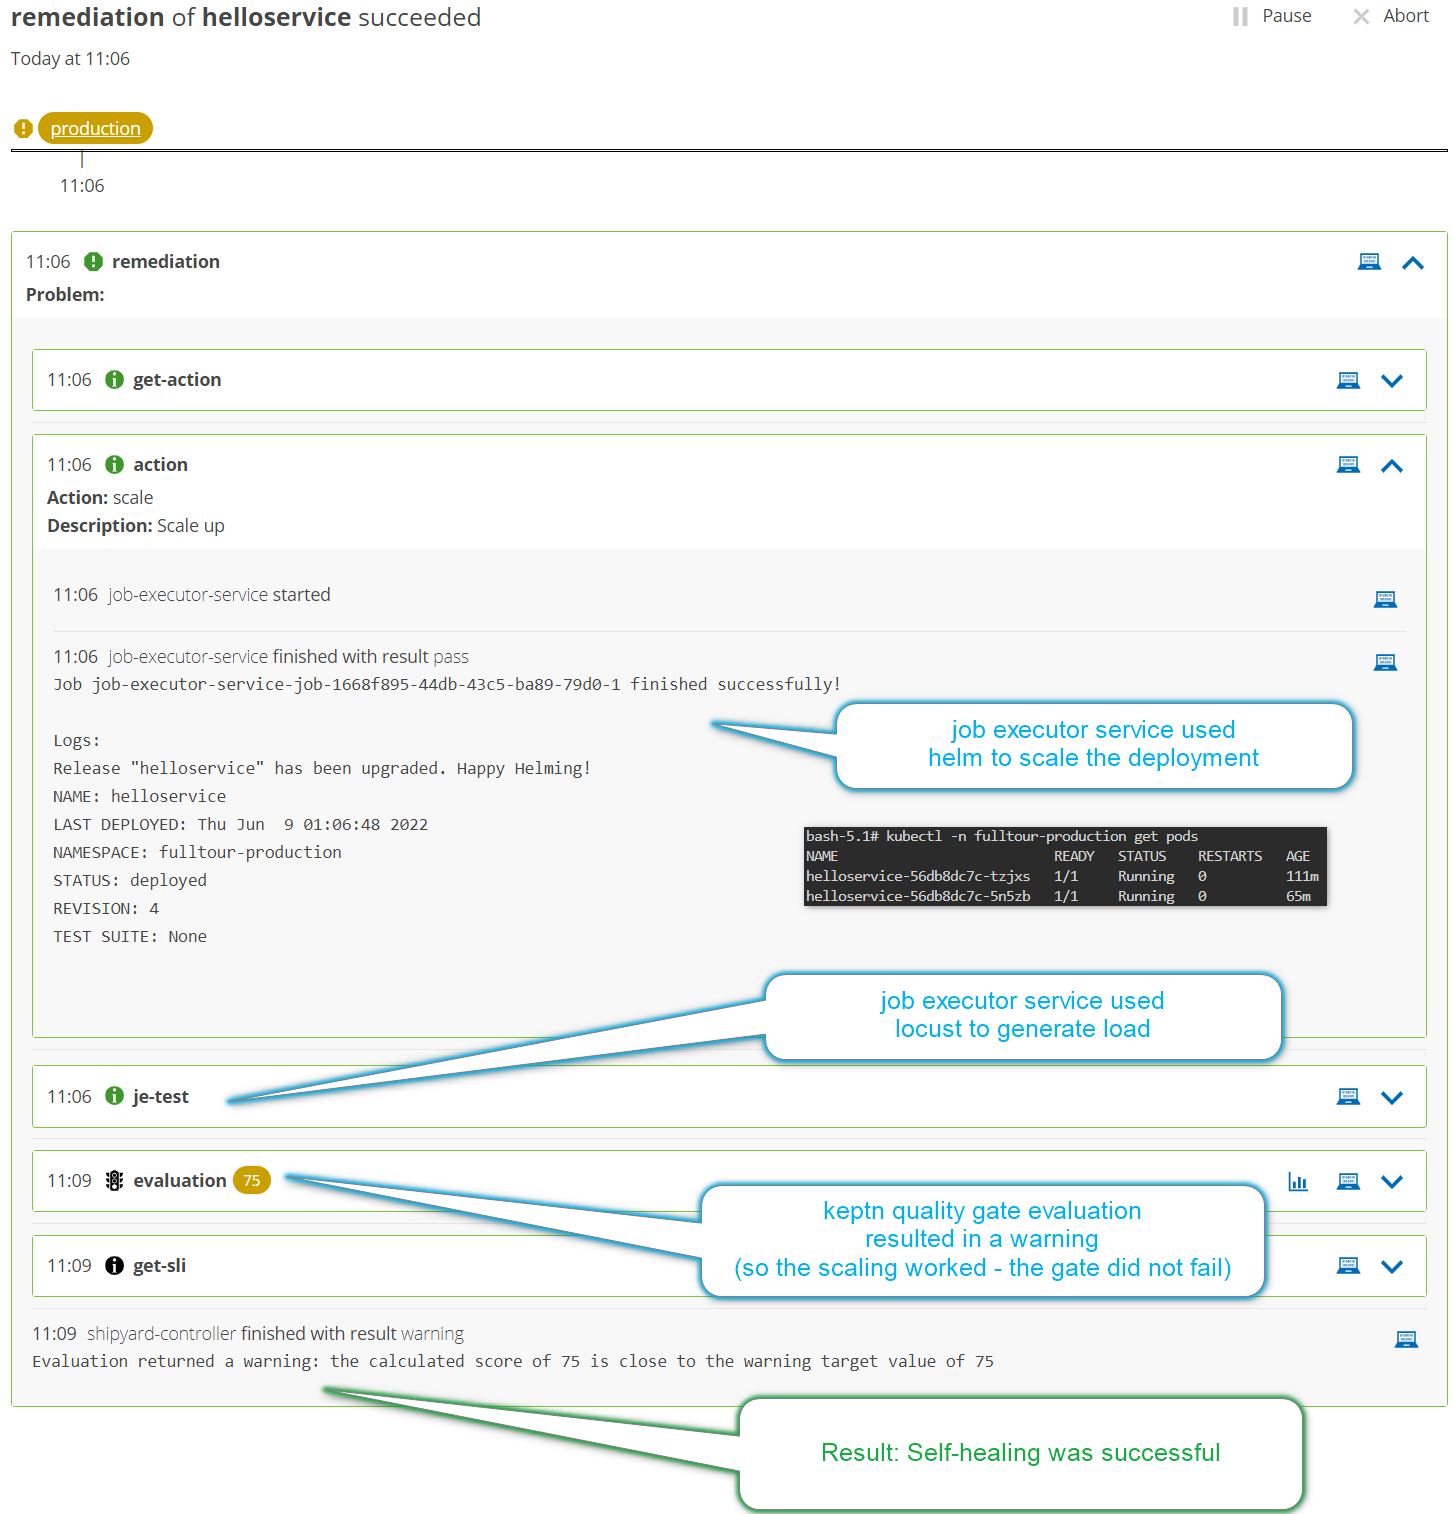 remediation of helloservice succeeded
Pause
Abort
Today at 11:06
production
11:06
11:06 remediation
Problem:
11:06 get-action
11:06 action
Action: scale
Description: Scale up
11:06 job-executor-service started
11:06 job-executor-service finished with result pass
Job job-executor-service-job-1668f895-44db-43c5-ba89-79d0-1 finished successfully!
job executor service used
helm to scale the deployment
Logs:
Release "helloservice" has been upgraded. Happy Helming!
NAME: helloservice
LAST DEPLOYED: Thu Jun  9 01:06:48 2022
NAMESPACE: fulltour-production
STATUS: deployed
REVISION: 4
TEST SUITE: None
bash-5.1# kubectl -n fulltour-production get pods
NAME READY STATUS RESTARTS AGE
helloservice-56db8dc7c-tzjxs 1/1 Running 0 111m
helloservice-56db8dc7c-5n5zb 1/1 Running 0 65m
job executor service used
locust to generate load
11:06 je-test
11:09 evaluation 75
keptn quality gate evaluation
resulted in a warning
(so the scaling worked - the gate did not fail)
11:09 get-sli
11:09 shipyard-controller finished with result warning
Evaluation returned a warning: the calculated score of 75 is close to the warning target value of 75
Result: Self-healing was successful